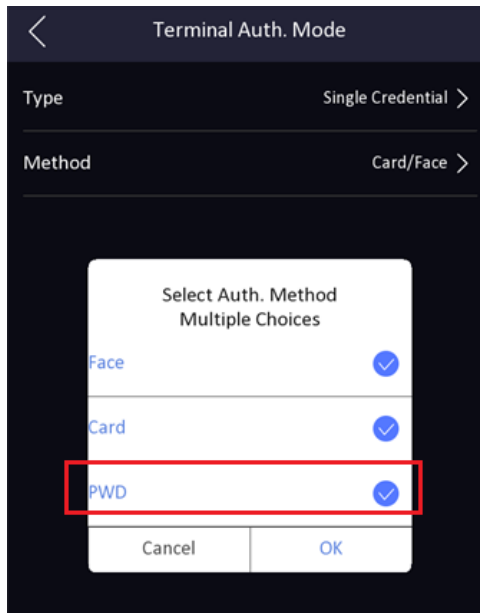 Terminal Auth. Mode
Type Single Credential
Method Card/Face
Select Auth. Method
Multiple Choices
Face
Card
PWD
Cancel OK